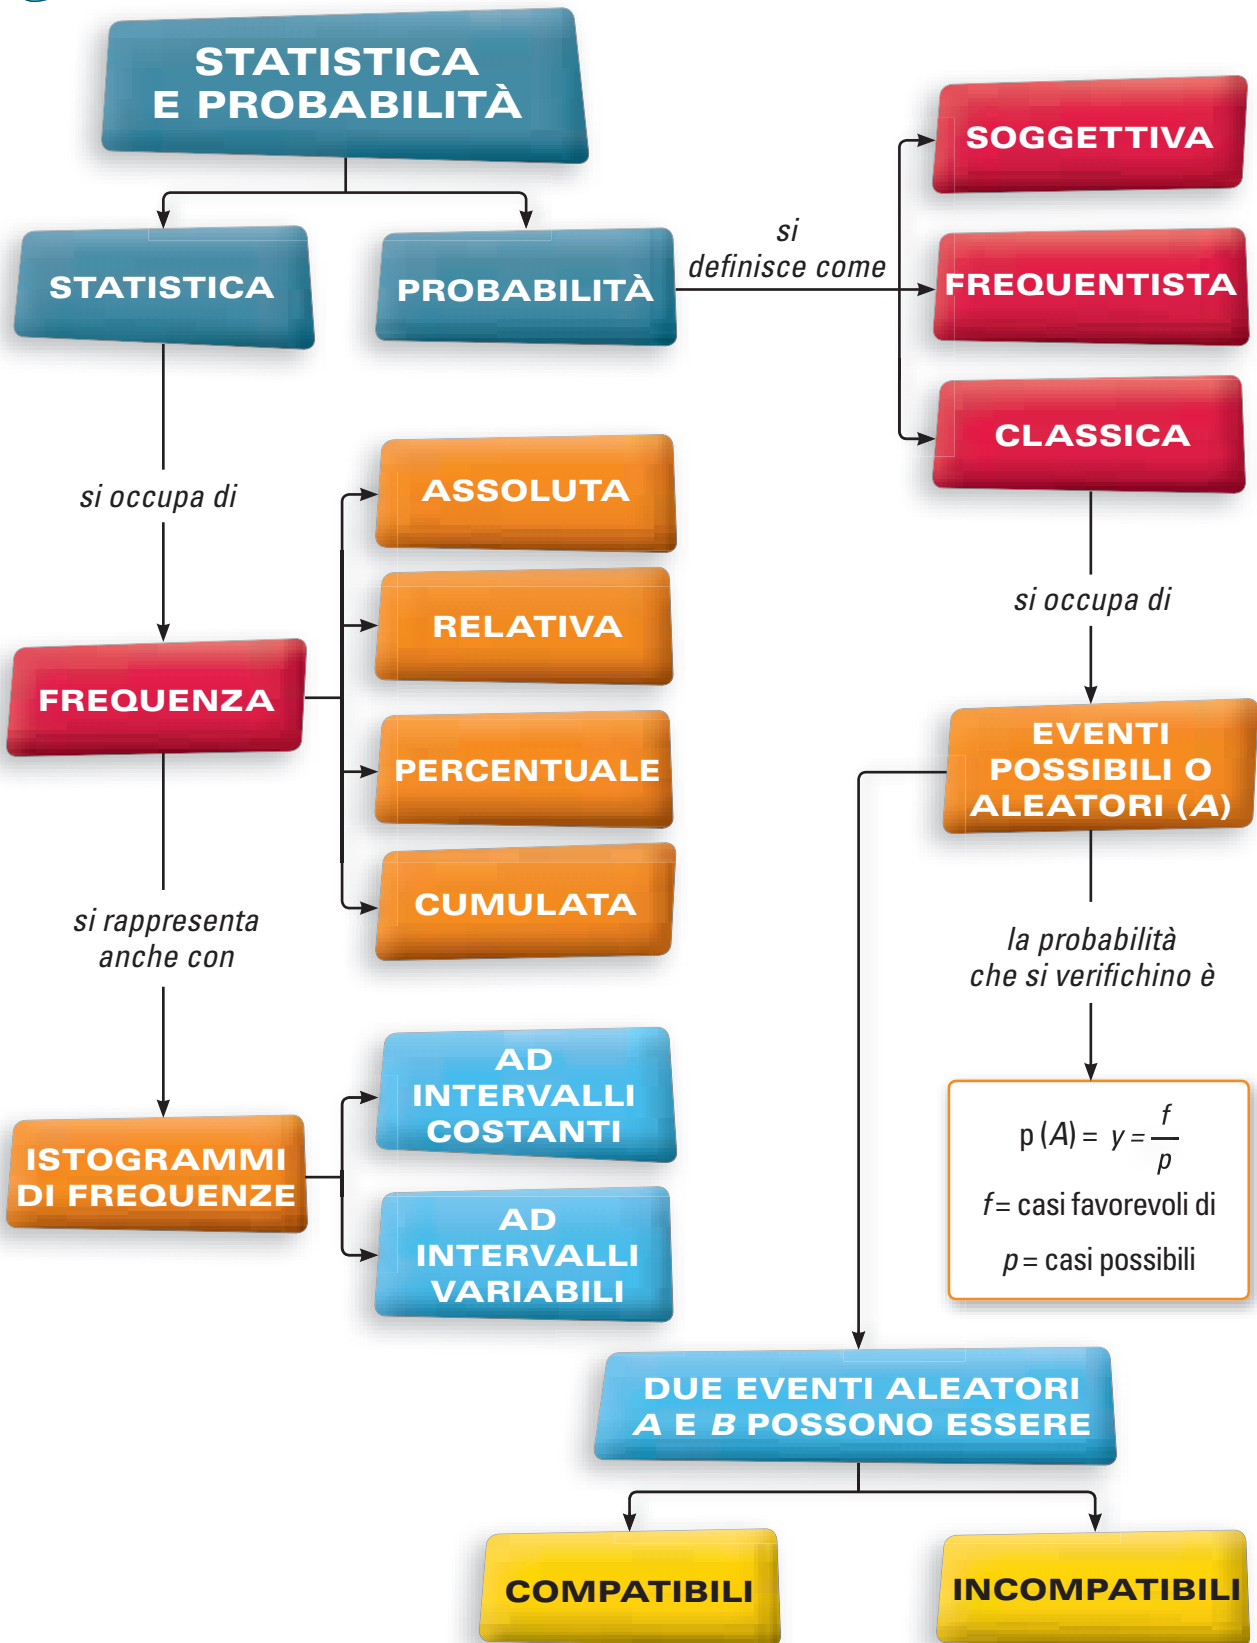 STATISTICA
E PROBABILITÀ
STATISTICA
PROBABILITÀ
si
definisce come
SOGGETTIVA
FREQUENTISTA
CLASSICA
si occupa di
ASSOLUTA
RELATIVA
FREQUENZA
PERCENTUALE
CUMULATA
si rappresenta
anche con
ISTOGRAMMI
DI FREQUENZE
AD
INTERVALLI
COSTANTI
AD
INTERVALLI
VARIABILI
si occupa di
EVENTI
POSSIBILI O
ALEATORI (A)
la probabilità
che si verifichino è
p (A) = y = f/p
f = casi favorevoli di
p = casi possibili
DUE EVENTI ALEATORI
A E B POSSONO ESSERE
COMPATIBILI
INCOMPATIBILI